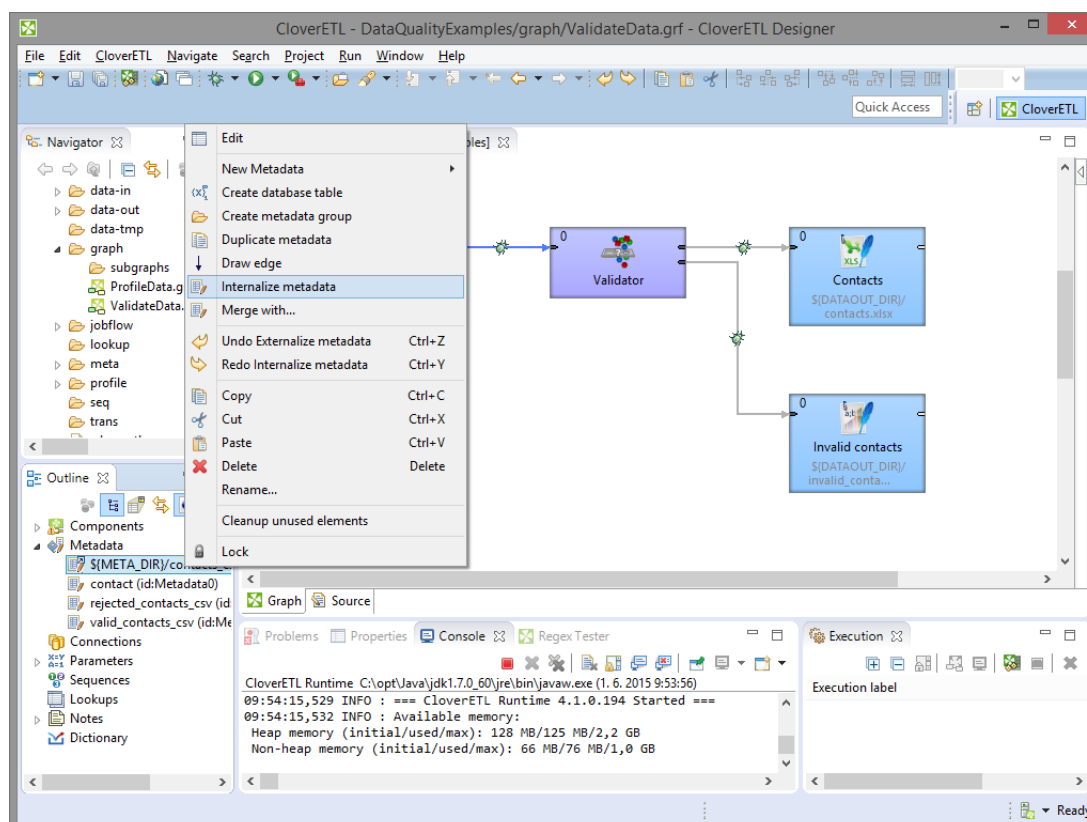 CloverETL - DataQualityExamples/graph/ValidateData.grf - CloverETL Designer
File Edit CloverETL Navigate Search Project Run Window Help
Quick Access
CloverETL
Navigator
data-in
data-out
data-tmp
graph
subgraphs
ProfileData.g
ValidateData.
jobflow
lookup
meta
profile
seq
trans
Edit
New Metadata
Create database table
Create metadata group
Duplicate metadata
Draw edge
Internalize metadata
Merge with...
Undo Externalize metadata Ctrl+Z
Redo Internalize metadata Ctrl+Y
Copy Ctrl+C
Cut Ctrl+X
Paste Ctrl+V
Delete Delete
Rename...
Cleanup unused elements
Lock
ples]
0
Validator
0
XLS
Contacts
${DATAOUT_DIR}/
contacts.xlsx
0
a;b
Invalid contacts
${DATAOUT_DIR}/
invalid_conta...
Outline
Components
Metadata
${META_DIR}/contacts_c
contact (id:Metadata0)
rejected_contacts_csv (id:
valid_contacts_csv (id:Me
Connections
Parameters
Sequences
Lookups
Notes
Dictionary
Graph Source
Problems Properties Console Regex Tester
CloverETL Runtime C:\opt\Java\jdk1.7.0_60\jre\bin\javaw.exe (1. 6. 2015 9:53:56)
09:54:15,529 INFO : === CloverETL Runtime 4.1.0.194 Started ===
09:54:15,532 INFO : Available memory:
Heap memory (initial/used/max): 128 MB/125 MB/2,2 GB
Non-heap memory (initial/used/max): 66 MB/76 MB/1,0 GB
Execution
Execution label
Ready